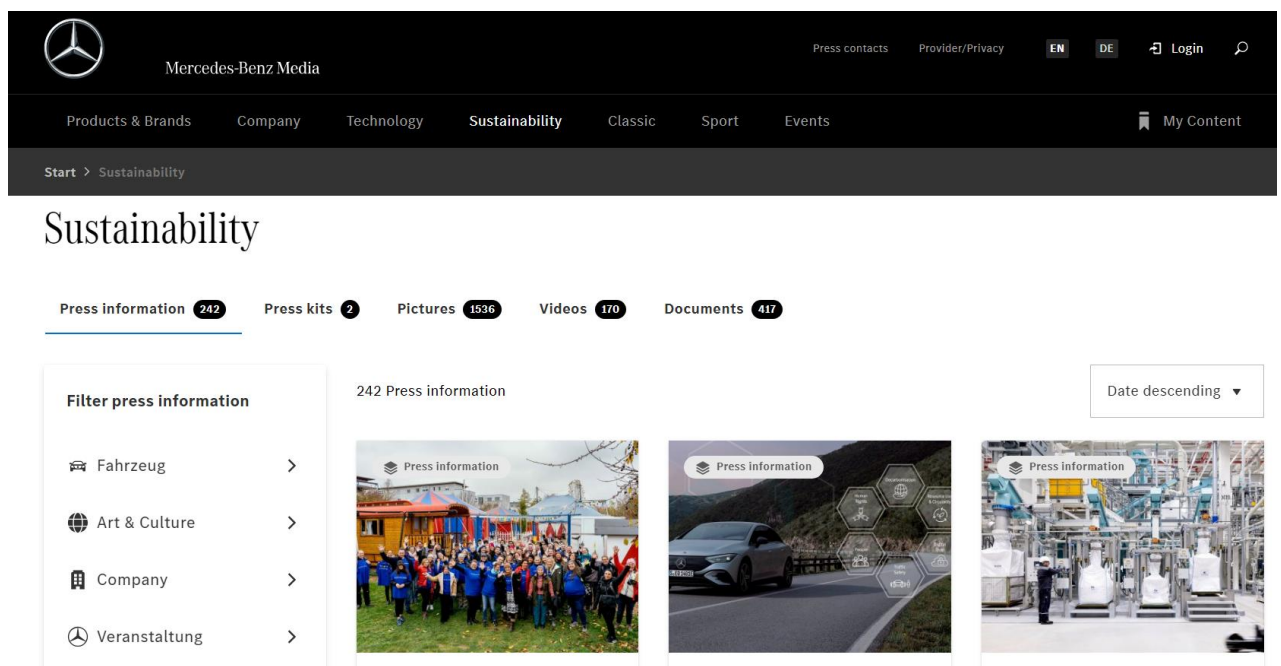 Press contacts Provider/Privacy EN DE Login
Mercedes-Benz Media
Products & Brands Company Technology Sustainability Classic Sport Events My Content
Start > Sustainability
Sustainability
Press information 242 Press kits 2 Pictures 1536 Videos 170 Documents 417
Filter press information
242 Press information
Date descending
Fahrzeug
Art & Culture
Company
Veranstaltung
Press information
Press information
Press information